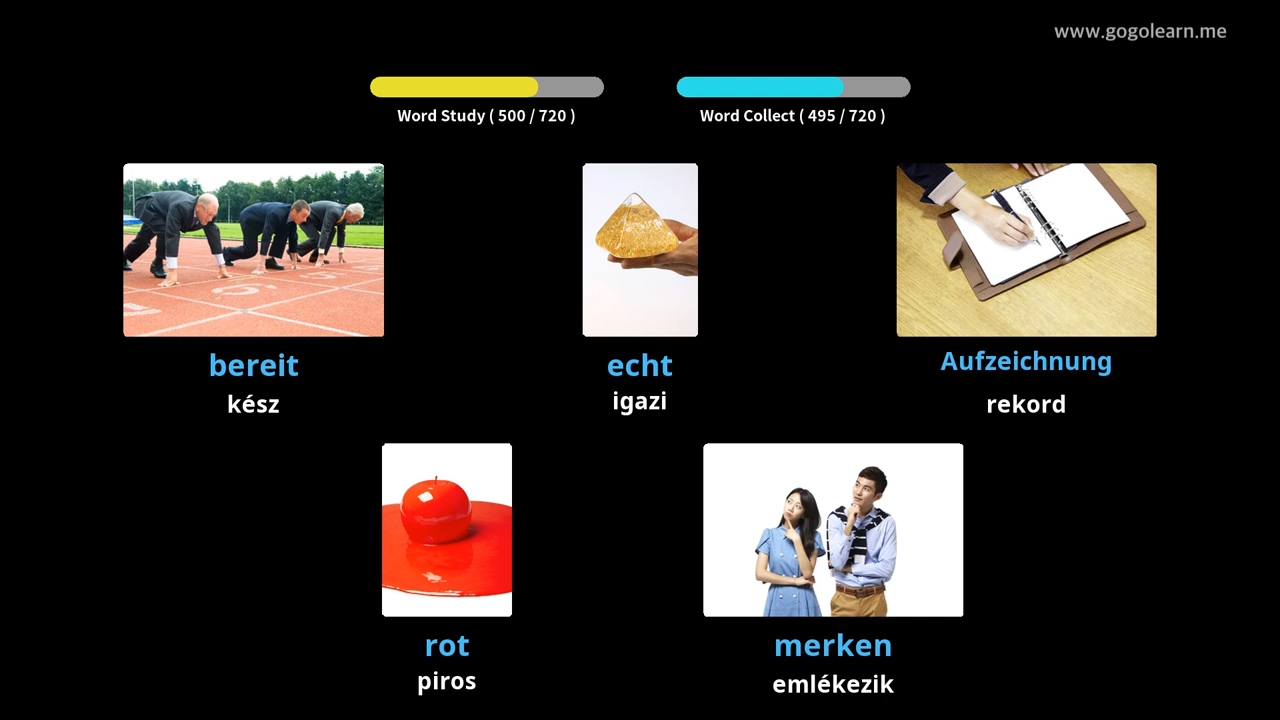 www.gogolearn.me
Word Study ( 500 / 720 )
Word Collect ( 495 / 720 )
bereit
kész
echt
igazi
Aufzeichnung
rekord
rot
piros
merken
emlékezik